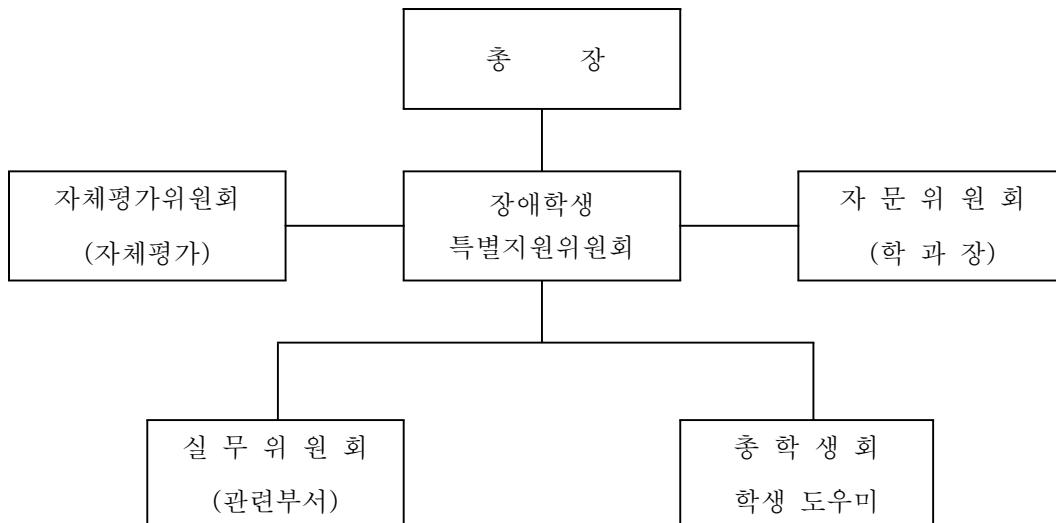 총 장
자체평가위원회
(자체평가)
장애학생
특별지원위원회
자 문 위 원 회
(학 과 장)
실 무 위 원 회
(관련부서)
총 학 생 회
학생 도우미